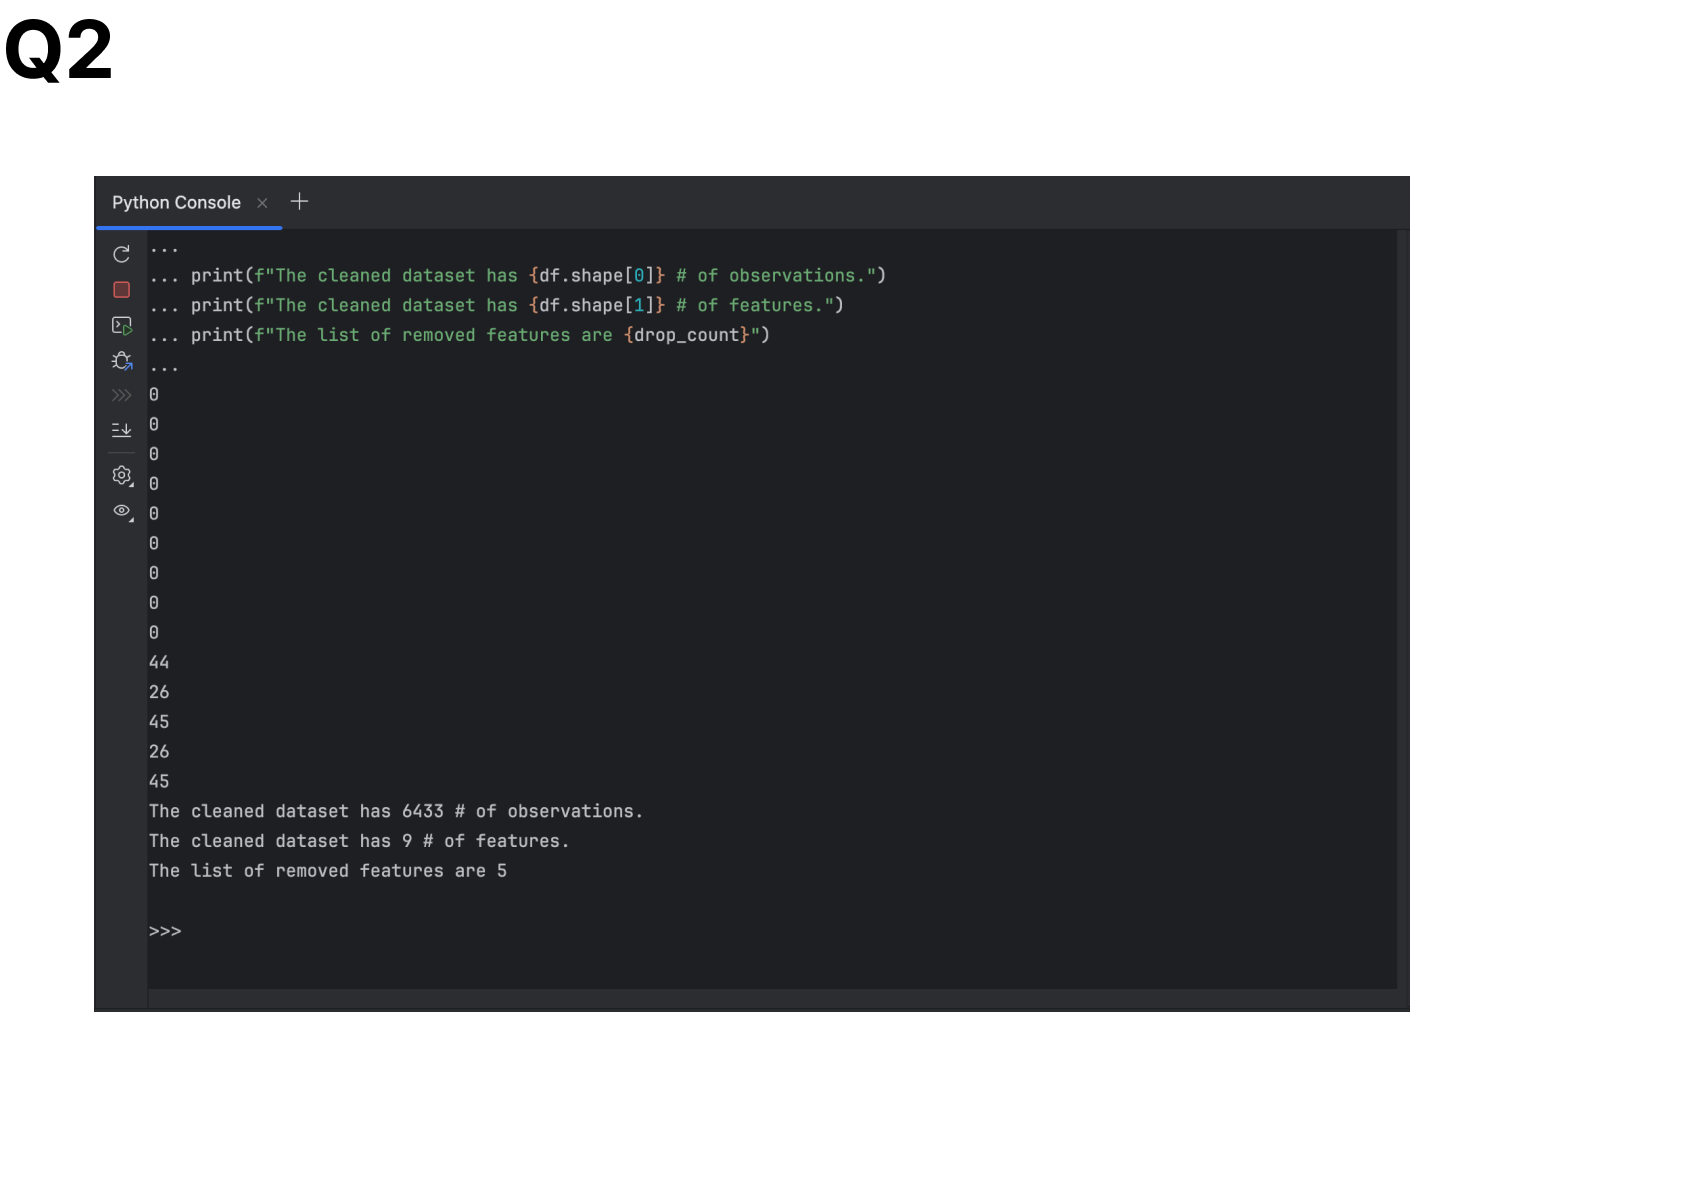 Q2
Python Console
...
... print(f"The cleaned dataset has {df.shape[0]} # of observations.")
... print(f"The cleaned dataset has {df.shape[1]} # of features.")
... print(f"The list of removed features are {drop_count}")
...
0
0
0
0
0
0
0
0
0
44
26
45
26
45
The cleaned dataset has 6433 # of observations.
The cleaned dataset has 9 # of features.
The list of removed features are 5
>>>